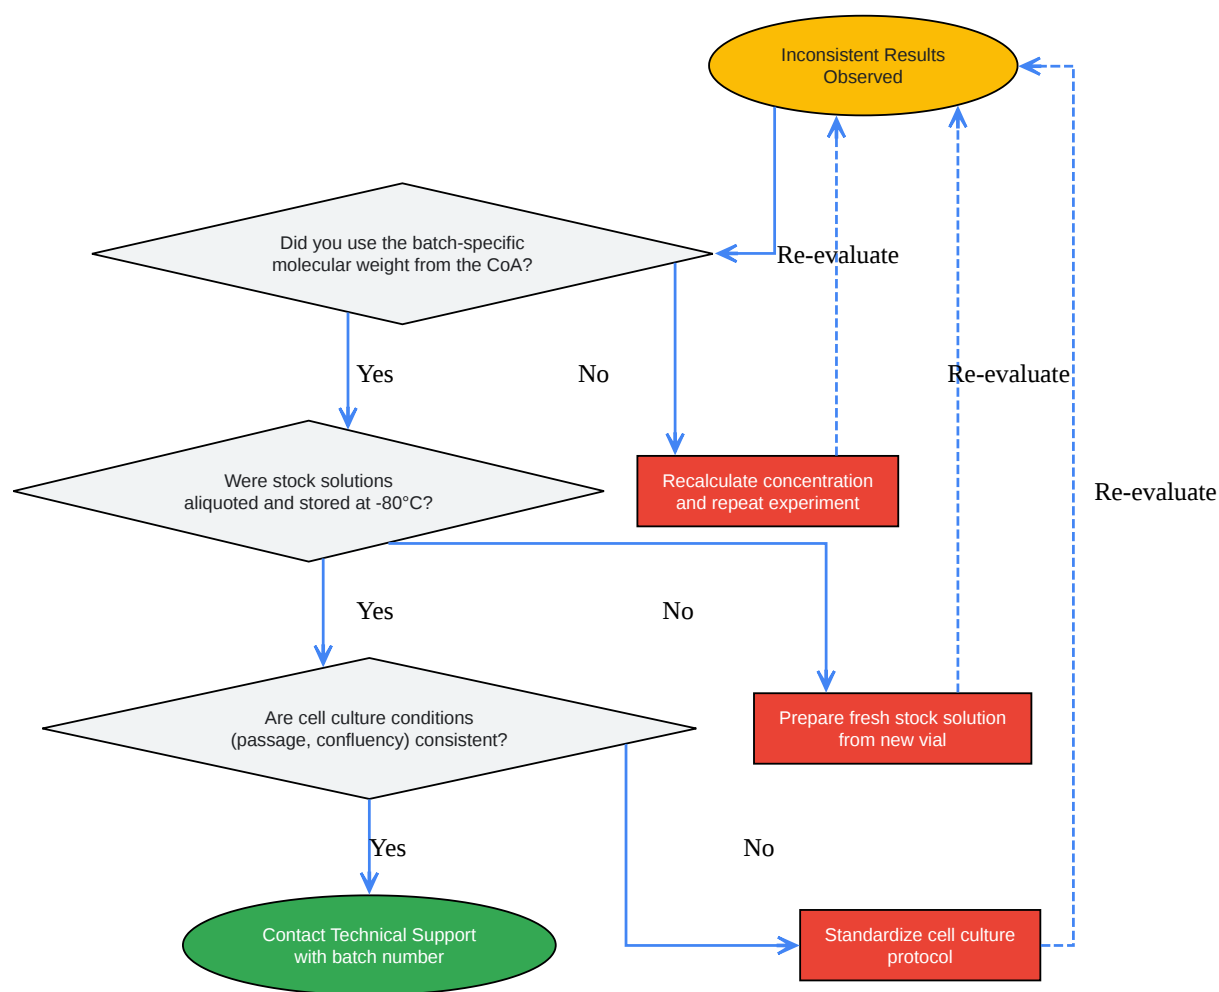 Inconsistent Results
Observed
Did you use the batch-specific
molecular weight from the CoA?
Re-evaluate
Yes
No
Re-evaluate
Were stock solutions
aliquoted and stored at -80°C?
Recalculate concentration
and repeat experiment
Re-evaluate
Yes
No
Are cell culture conditions
(passage, confluency) consistent?
Prepare fresh stock solution
from new vial
Yes
No
Contact Technical Support
with batch number
Standardize cell culture
protocol